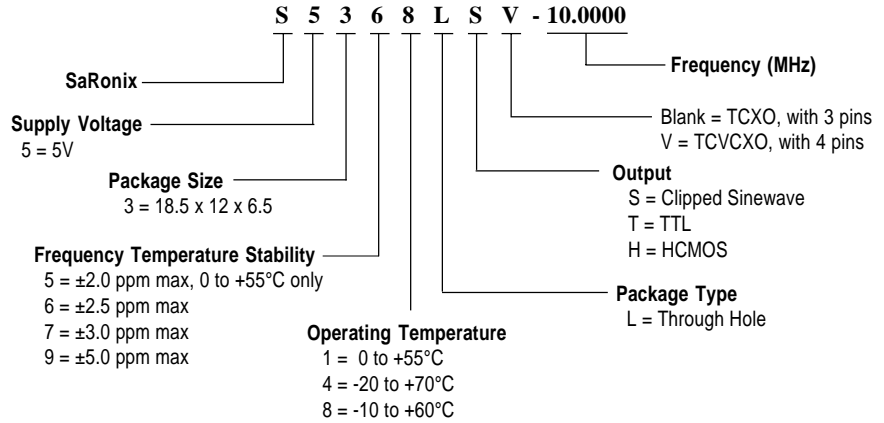 S 5 3 6 8 L S V - 10.0000
Frequency (MHz)
SaRonix
Blank = TCXO, with 3 pins
V = TCVCXO, with 4 pins
Supply Voltage
5 = 5V
Output
S = Clipped Sinewave
T = TTL
H = HCMOS
Package Size
3 = 18.5 x 12 x 6.5
Frequency Temperature Stability
5 = ±2.0 ppm max, 0 to +55°C only
6 = ±2.5 ppm max
7 = ±3.0 ppm max
9 = ±5.0 ppm max
Package Type
L = Through Hole
Operating Temperature
1 = 0 to +55°C
4 = -20 to +70°C
8 = -10 to +60°C